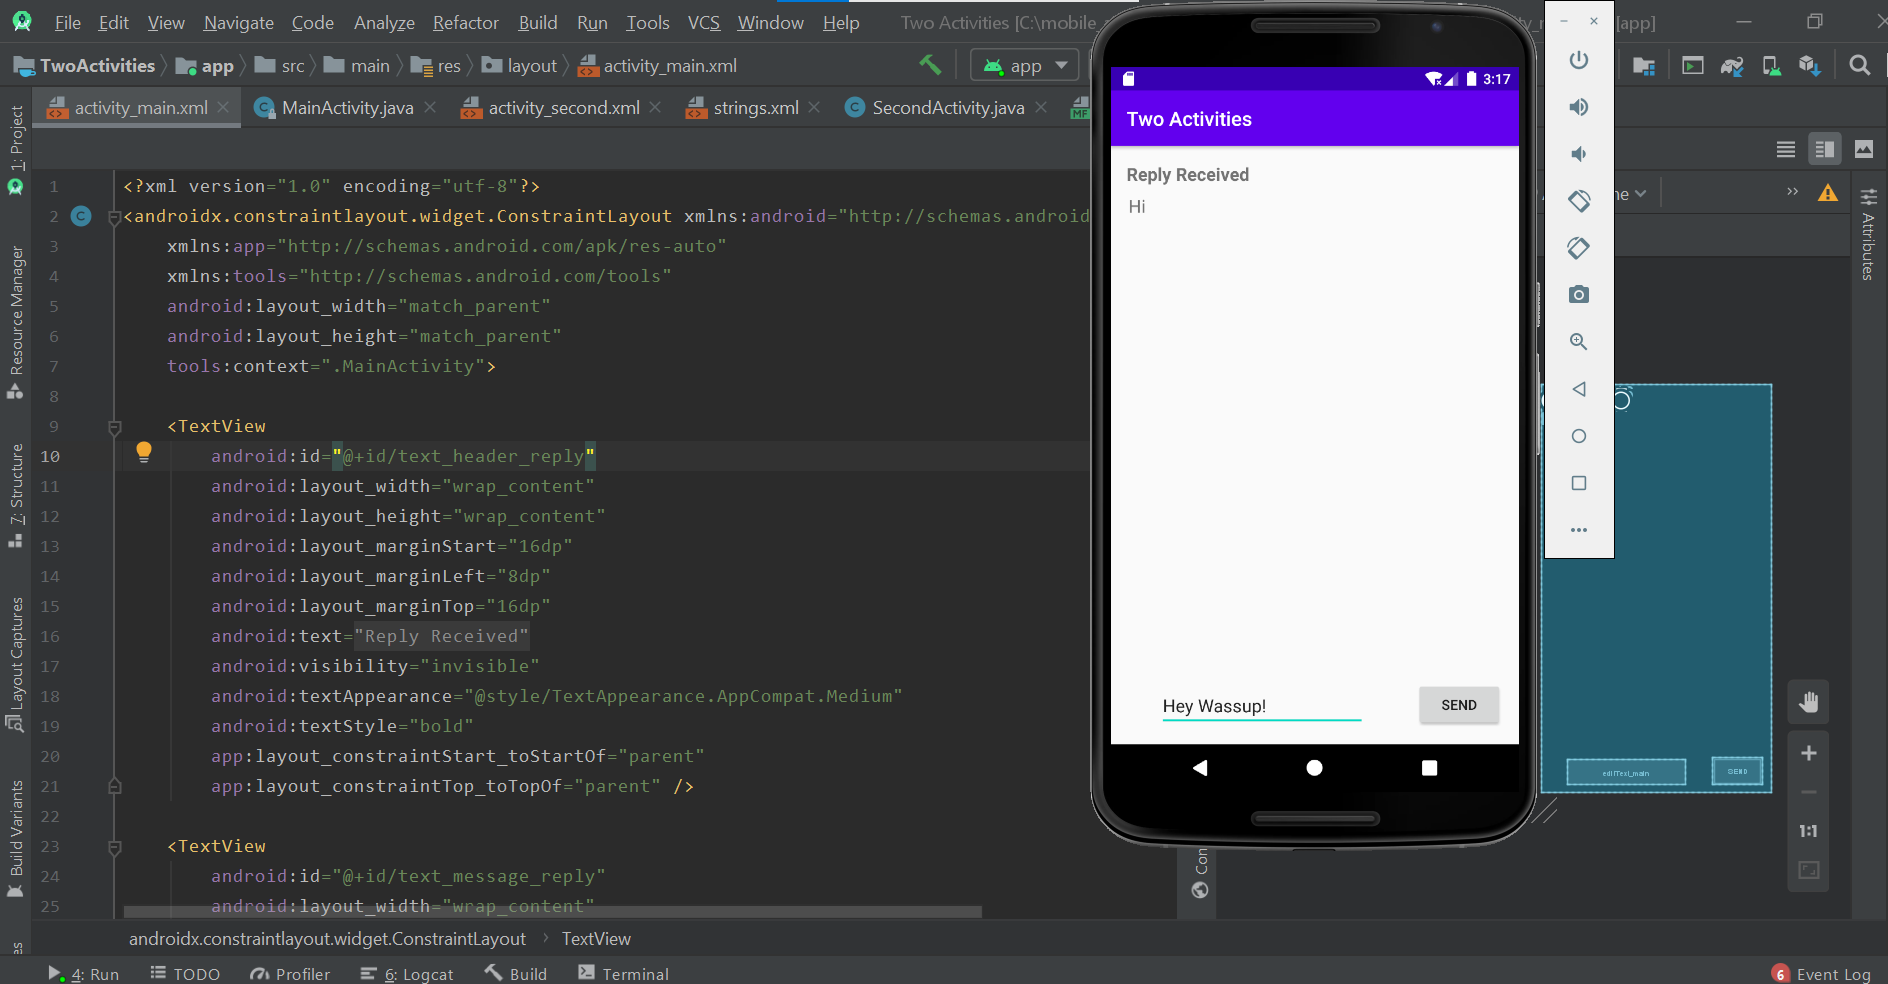 File Edit View Navigate Code Analyze Refactor Build Run Tools VCS Window Help Two Activities [C:\mobile_ [app]
TwoActivities app src main res layout activity_main.xml app
activity_main.xml MainActivity.java activity_second.xml strings.xml SecondActivity.java MF
1: Project
Resource Manager
7: Structure
Layout Captures
Build Variants
1 <?xml version="1.0" encoding="utf-8"?>
2 <androidx.constraintlayout.widget.ConstraintLayout xmlns:android="http://schemas.android
3 xmlns:app="http://schemas.android.com/apk/res-auto"
4 xmlns:tools="http://schemas.android.com/tools"
5 android:layout_width="match_parent"
6 android:layout_height="match_parent"
7 tools:context=".MainActivity">
8
9 <TextView
10 android:id="@+id/text_header_reply"
11 android:layout_width="wrap_content"
12 android:layout_height="wrap_content"
13 android:layout_marginStart="16dp"
14 android:layout_marginLeft="8dp"
15 android:layout_marginTop="16dp"
16 android:text="Reply Received"
17 android:visibility="invisible"
18 android:textAppearance="@style/TextAppearance.AppCompat.Medium"
19 android:textStyle="bold"
20 app:layout_constraintStart_toStartOf="parent"
21 app:layout_constraintTop_toTopOf="parent" />
22
23 <TextView
24 android:id="@+id/text_message_reply"
25 android:layout_width="wrap_content"
3:17
Two Activities
Reply Received
Hi
Hey Wassup!
SEND
Attributes
editText_main
SEND
1:1
androidx.constraintlayout.widget.ConstraintLayout TextView
4: Run TODO Profiler 6: Logcat Build Terminal 6 Event Log